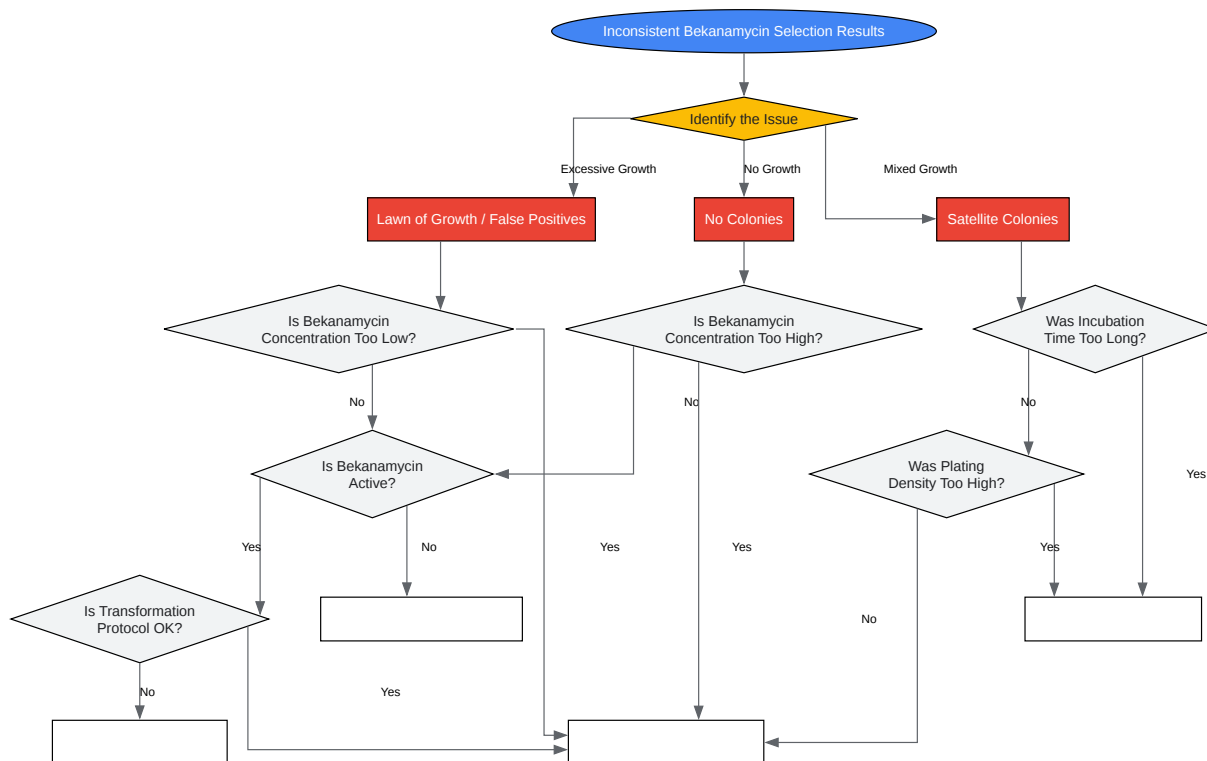 Inconsistent Bekanamycin Selection Results
Identify the Issue
Excessive Growth
No Growth
Mixed Growth
Lawn of Growth / False Positives
No Colonies
Satellite Colonies
Is Bekanamycin
Concentration Too Low?
Is Bekanamycin
Concentration Too High?
Was Incubation
Time Too Long?
No
No
No
Is Bekanamycin
Active?
Was Plating
Density Too High?
Yes
Yes
No
Yes
Yes
Yes
Is Transformation
Protocol OK?
No
No
Yes